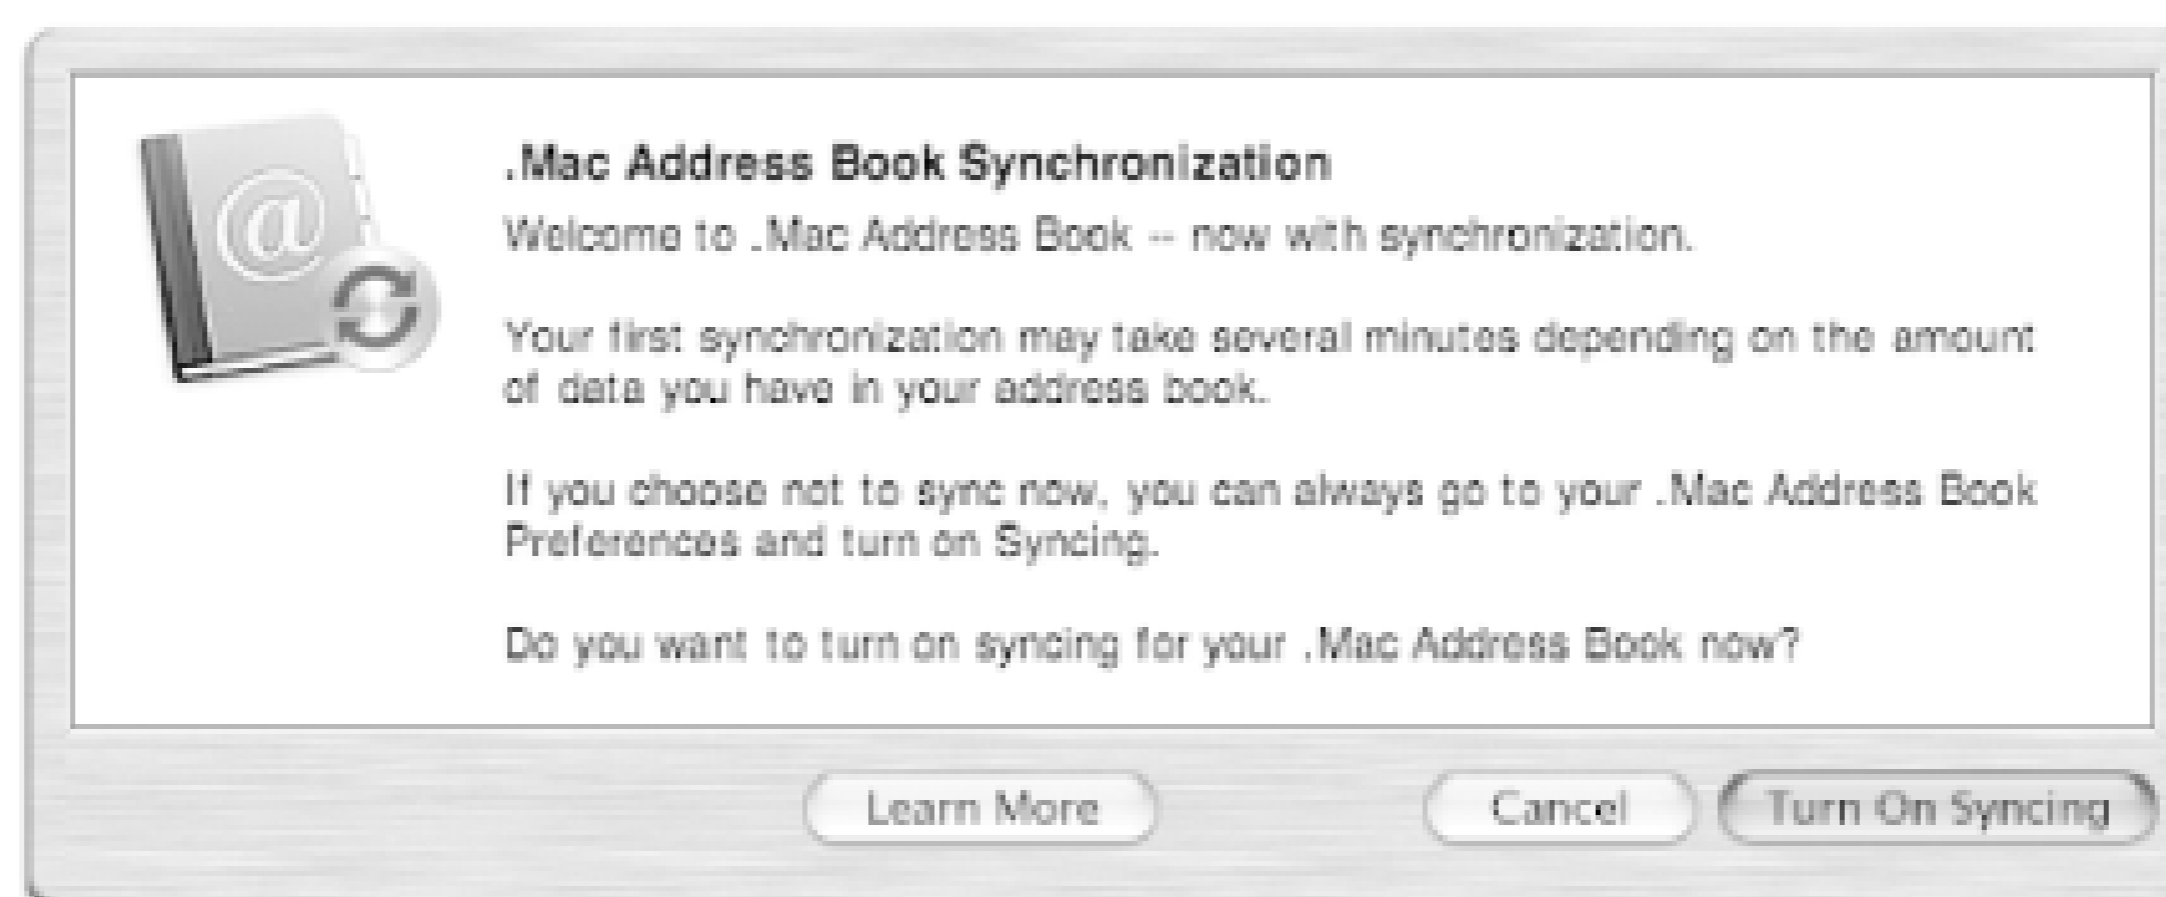 .Mac Address Book Synchronization
Welcome to .Mac Address Book -- now with synchronization.
Your first synchronization may take several minutes depending on the amount
of data you have in your address book.
If you choose not to sync now, you can always go to your .Mac Address Book
Preferences and turn on Syncing.
Do you want to turn on syncing for your .Mac Address Book now?
Learn More Cancel Turn On Syncing